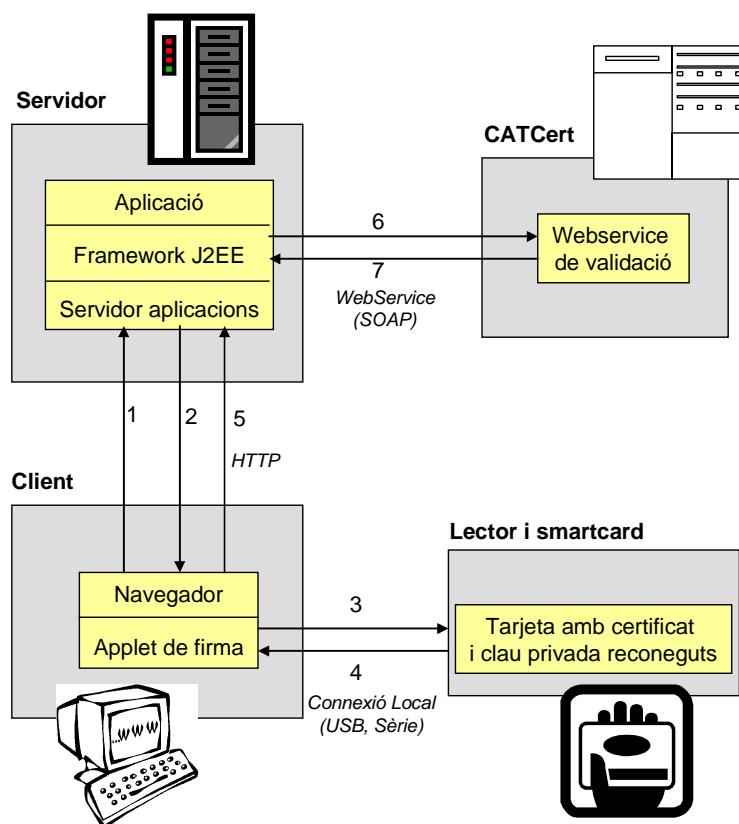 Servidor
CATCert
Aplicació
Framework J2EE
Servidor aplicacions
6
7
WebService
(SOAP)
Webservice
de validació
1
2
5
HTTP
Client
Lector i smartcard
Navegador
Applet de firma
3
4
Connexió Local
(USB, Sèrie)
Tarjeta amb certificat
i clau privada reconeguts
...WWW